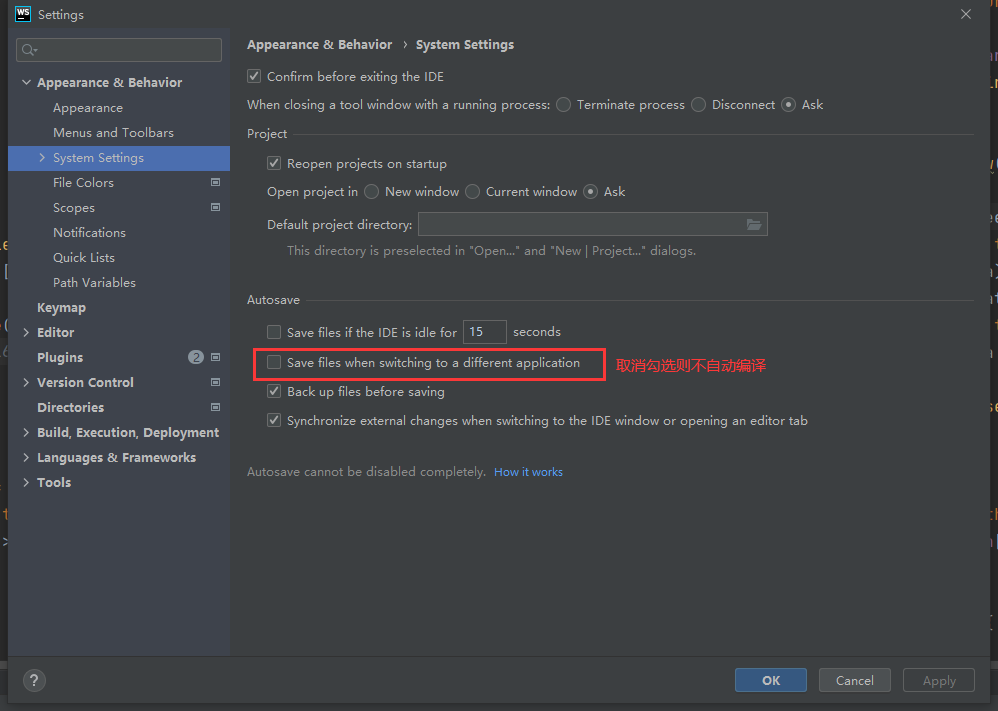 WS Settings
Appearance & Behavior › System Settings
Appearance & Behavior
Appearance
Menus and Toolbars
System Settings
File Colors
Scopes
Notifications
Quick Lists
Path Variables
Keymap
Editor
Plugins 2
Version Control
Directories
Build, Execution, Deployment
Languages & Frameworks
Tools
Confirm before exiting the IDE
When closing a tool window with a running process: Terminate process Disconnect Ask
Project
Reopen projects on startup
Open project in New window Current window Ask
Default project directory:
This directory is preselected in "Open..." and "New | Project..." dialogs.
Autosave
Save files if the IDE is idle for 15 seconds
Save files when switching to a different application 取消勾选则不自动编译
Back up files before saving
Synchronize external changes when switching to the IDE window or opening an editor tab
Autosave cannot be disabled completely. How it works
? OK Cancel Apply